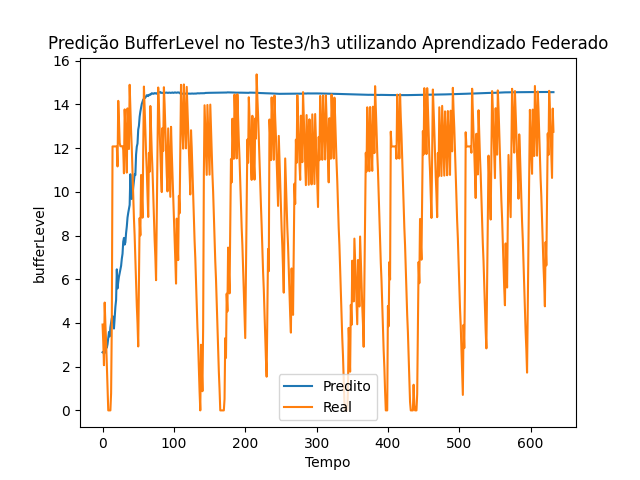 Predição BufferLevel no Teste3/h3 utilizando Aprendizado Federado
bufferLevel
16
14
12
10
8
6
4
2
0
Predito
Real
0 100 200 300 400 500 600
Tempo